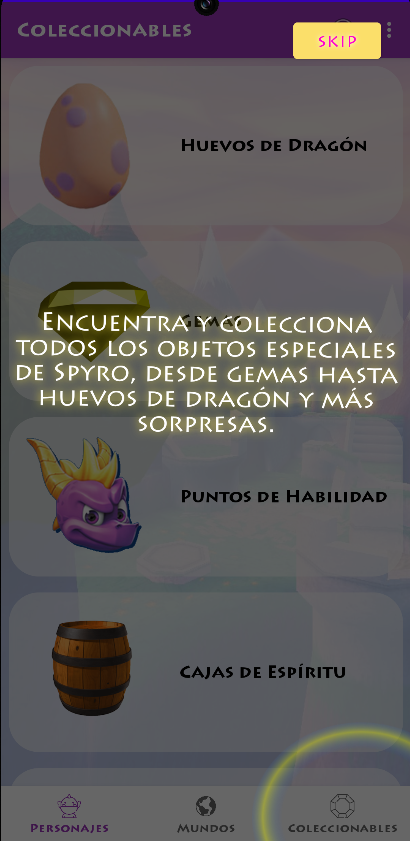 COLECCIONABLES
SKIP
HUEVOS DE DRAGÓN
GEMAS
ENCUENTRA Y COLECCIONA
TODOS LOS OBJETOS ESPECIALES
DE SPYRO, DESDE GEMAS HASTA
HUEVOS DE DRAGÓN Y MÁS
SORPRESAS.
PUNTOS DE HABILIDAD
CAJAS DE ESPÍRITU
PERSONAJES
MUNDOS
COLECCIONABLES